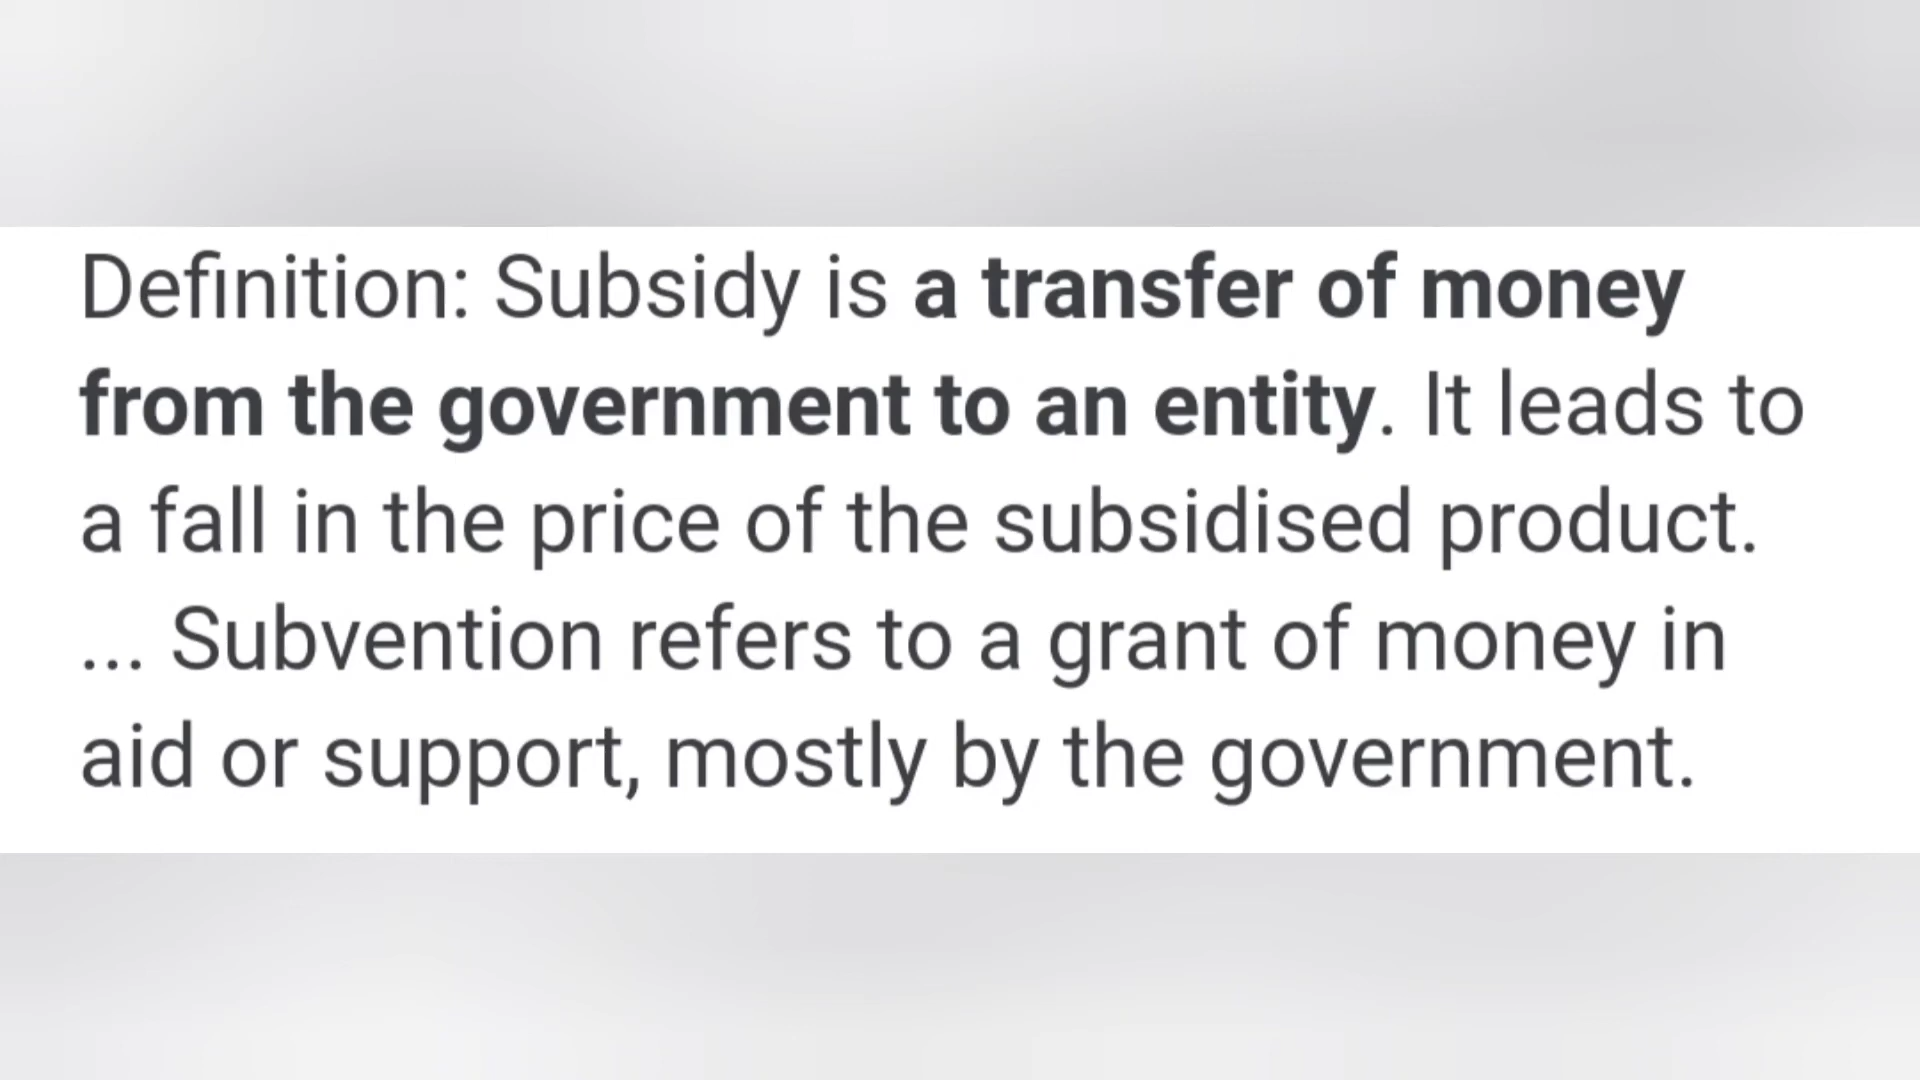 Definition: Subsidy is a transfer of money
from the government to an entity. It leads to
a fall in the price of the subsidised product.
... Subvention refers to a grant of money in
aid or support, mostly by the government.